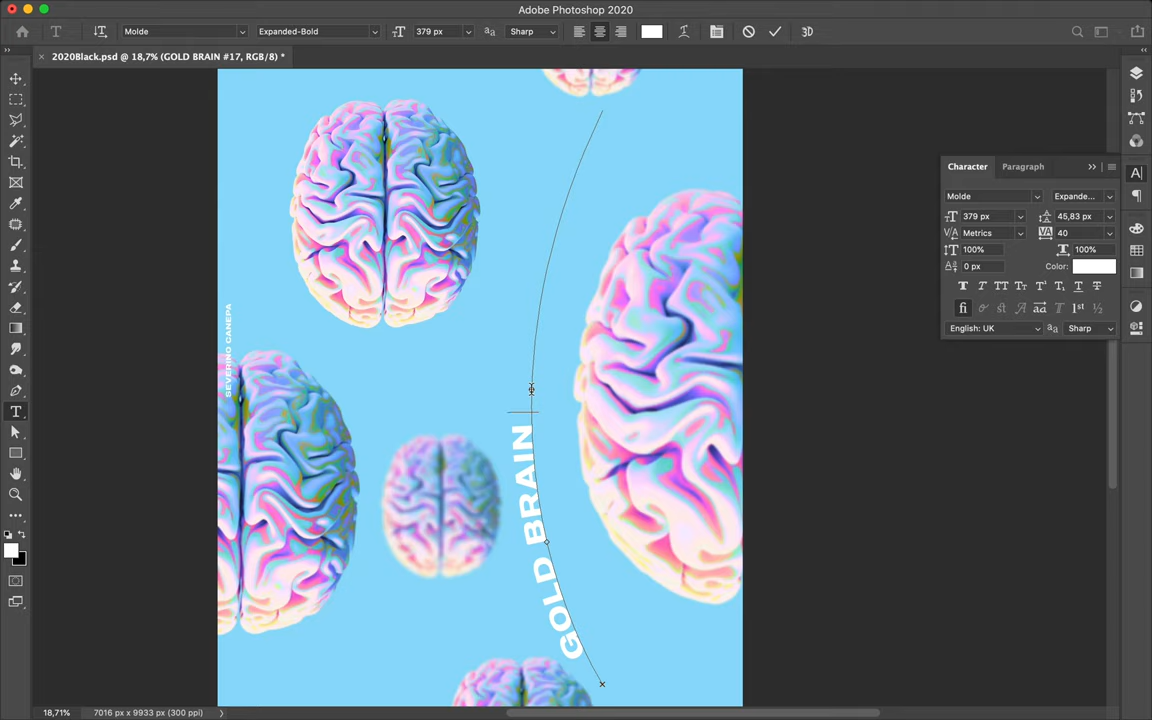 Adobe Photoshop 2020
Molde
Expanded-Bold
379 px
Sharp
3D
2020Black.psd @ 18,7% (GOLD BRAIN #17, RGB/8) *
SEVERINO CANEPA
GOLD BRAIN
Character
Paragraph
Molde
Expande...
379 px
45,83 px
Metrics
40
100%
100%
0 px
Color:
English: UK
Sharp
18,71%
7016 px x 9933 px (300 ppi)